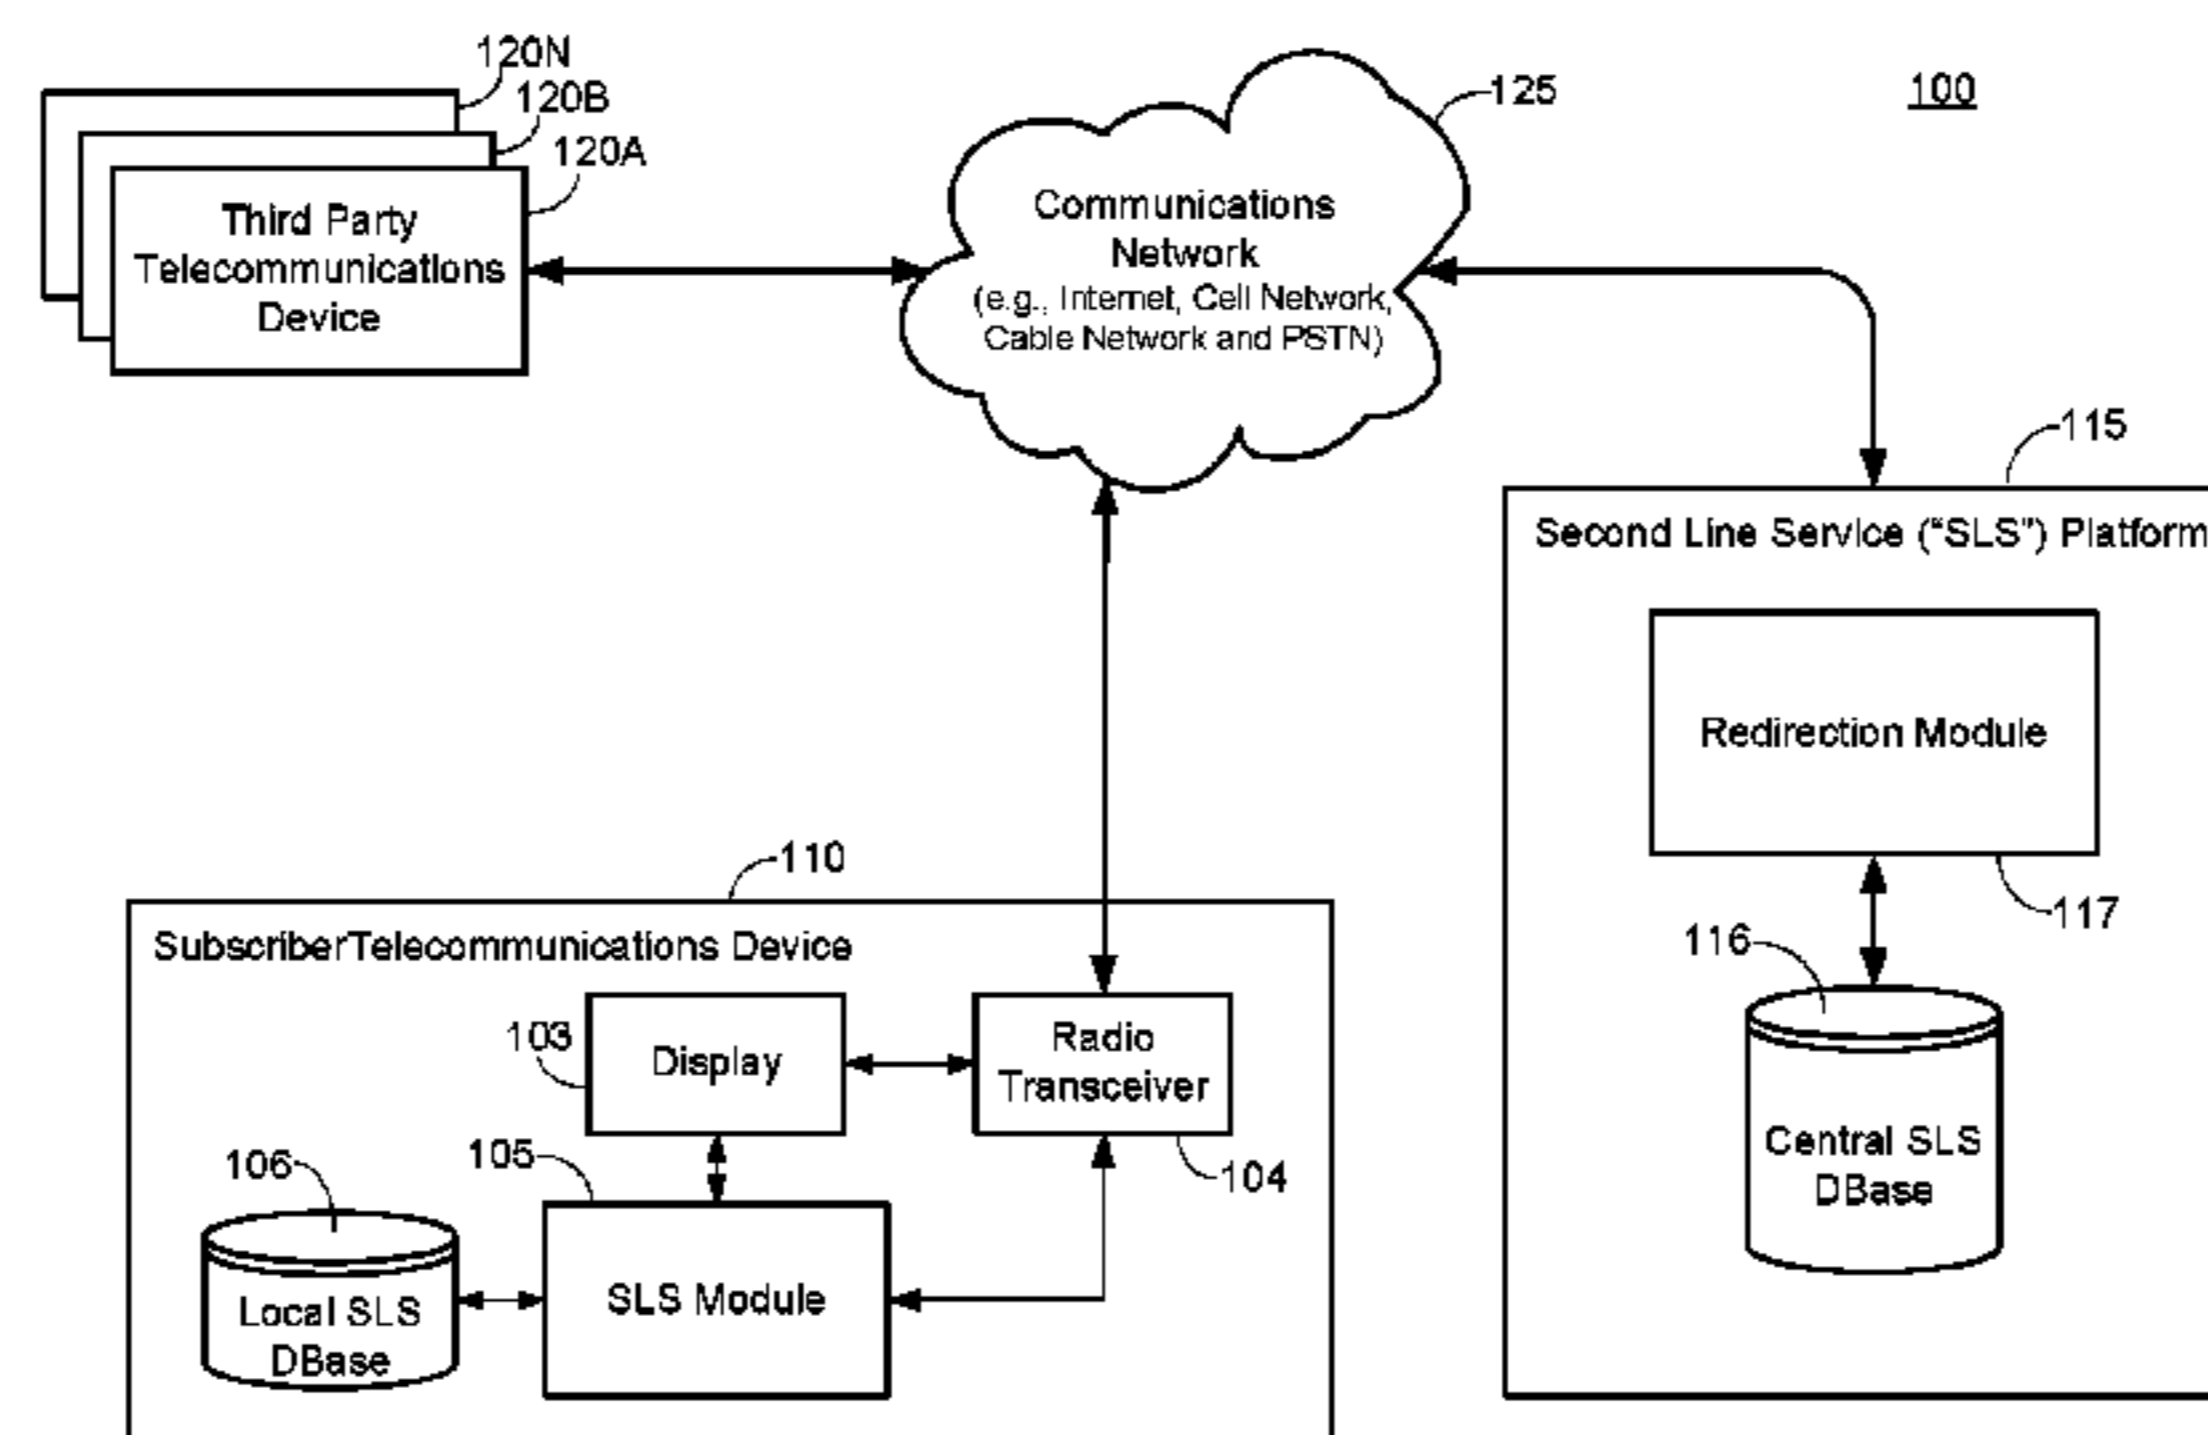 120N
120B
120A
Third Party
Telecommunications
Device
Communications
Network
(e.g., Internet, Cell Network,
Cable Network and PSTN)
125
100
115
Second Line Service ("SLS") Platform
Redirection Module
117
116
Central SLS
DBase
110
SubscriberTelecommunications Device
103
Display
Radio
Transceiver
104
105
SLS Module
106
Local SLS
DBase